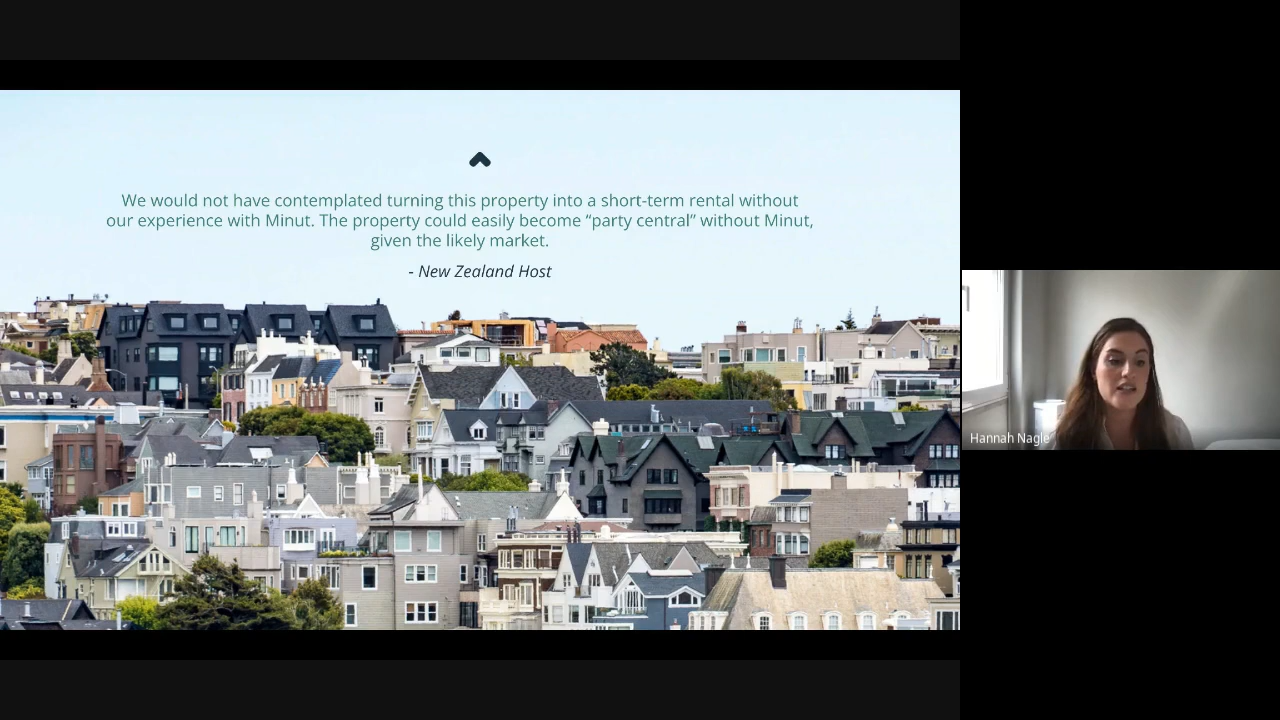 We would not have contemplated turning this property into a short-term rental without
our experience with Minut. The property could easily become “party central” without Minut,
given the likely market.
- New Zealand Host
Hannah Nagle